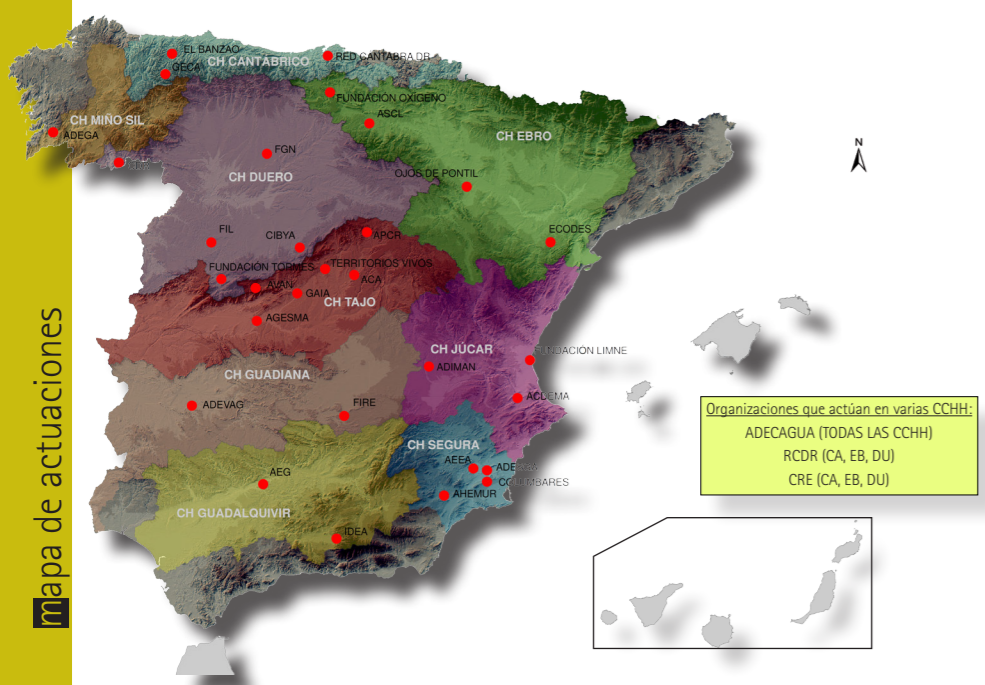 mapa de actuaciones
EL BANZAO
CH CANTÁBRICO
RED CANTABRA DR
GECA
FUNDACIÓN OXÍGENO
ASCL
CH MIÑO SIL
ADEGA
CH EBRO
N
FGN
CH DUERO
OJOS DE PONTIL
FIL
CIBYA
APCR
ECODES
FUNDACIÓN TORMES
TERRITORIOS VIVOS
AVAN
ACA
GAIA
CH TAJO
AGESMA
CH JÚCAR
FUNDACIÓN LIMNE
ADIMAN
CH GUADIANA
ACDEMA
ADEVAG
FIRE
CH SEGURA
AEEA
AEG
COLUMBARES
AHEMUR
CH GUADALQUIVIR
IDEA
Organizaciones que actúan en varias CCHH:
ADECAGUA (TODAS LAS CCHH)
RCDR (CA, EB, DU)
CRE (CA, EB, DU)